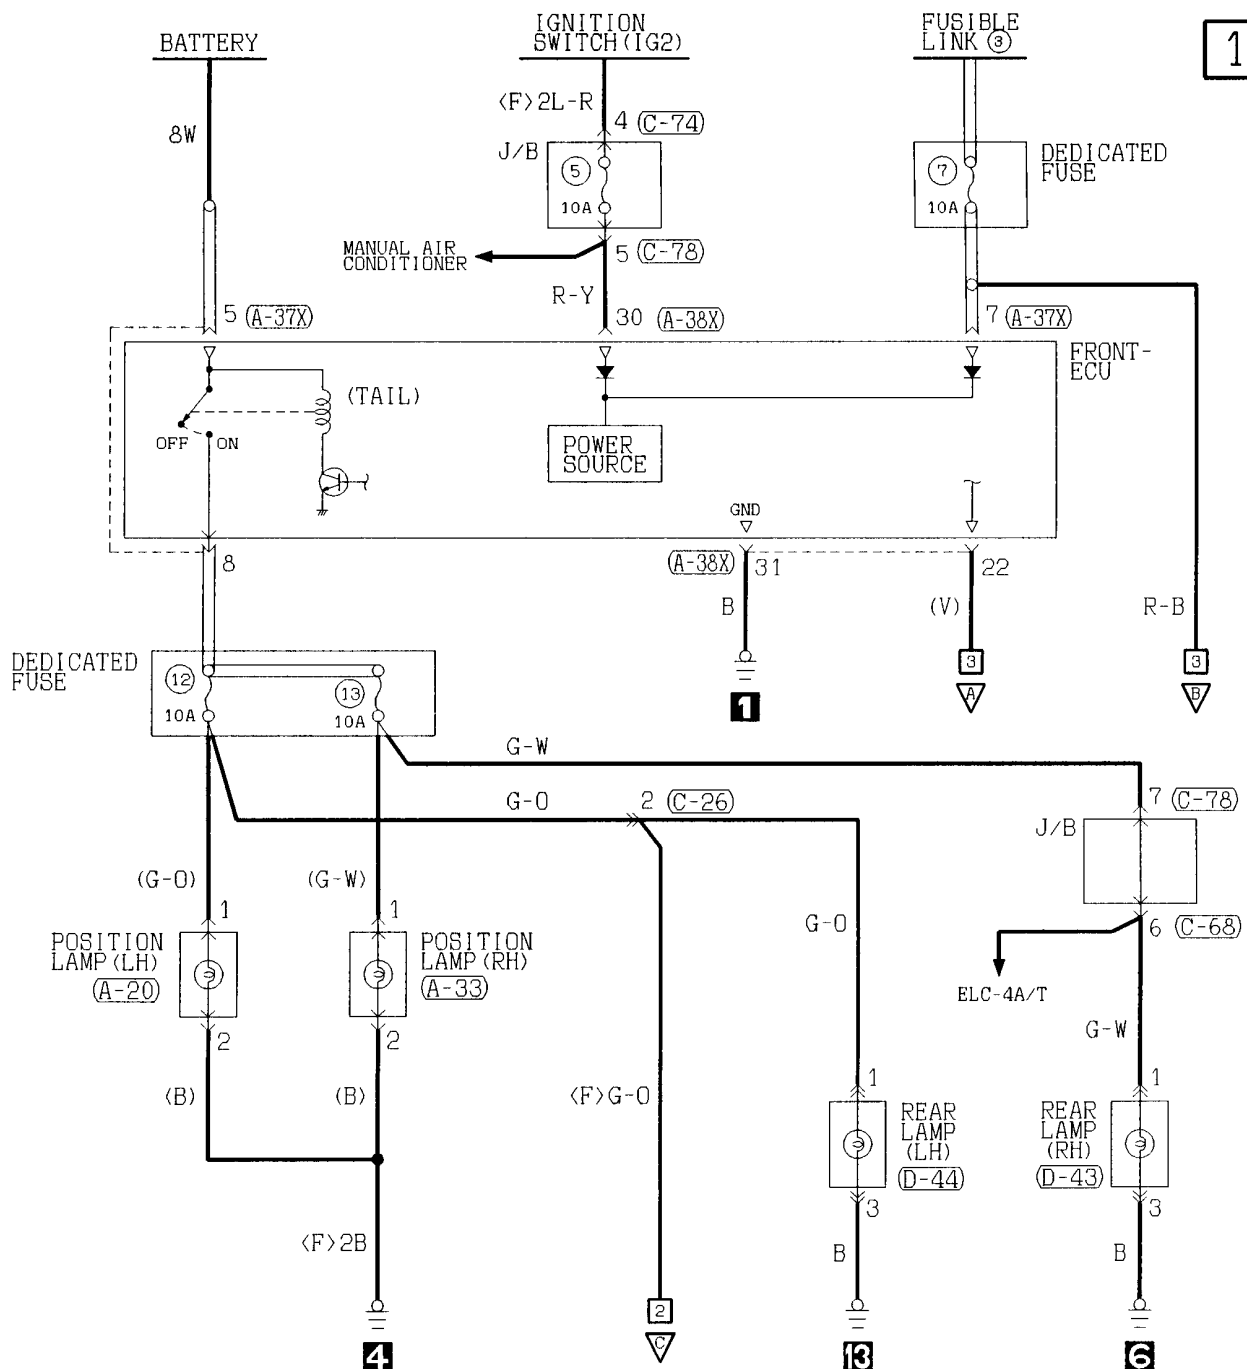 BATTERY
IGNITION
SWITCH(IG2)
FUSIBLE
LINK ③
1
8W
<F>2L-R
4 (C-74)
J/B
5
10A
7
10A
DEDICATED
FUSE
MANUAL AIR
CONDITIONER
5 (C-78)
R-Y
5 (A-37X)
30 (A-38X)
7 (A-37X)
FRONT-
ECU
(TAIL)
OFF ON
POWER
SOURCE
GND
8
(A-38X) 31
22
B
(V)
R-B
DEDICATED
FUSE
12
10A
13
10A
1
3
A
3
B
G-W
G-O
2 (C-26)
7 (C-78)
J/B
(G-O)
(G-W)
1
1
G-O
6 (C-68)
POSITION
LAMP(LH)
(A-20)
POSITION
LAMP(RH)
(A-33)
ELC-4A/T
2
2
G-W
(B)
(B)
<F>G-O
1
1
REAR
LAMP
(LH)
(D-44)
REAR
LAMP
(RH)
(D-43)
3
3
<F>2B
B
B
4
2
C
13
6